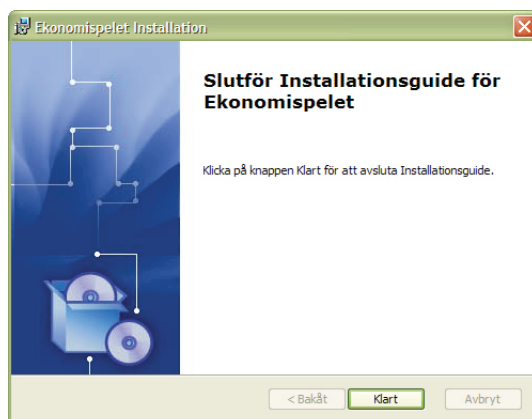 Ekonomispelet Installation
Slutför Installationsguide för
Ekonomispelet
Klicka på knappen Klart för att avsluta Installationsguide.
< Bakåt
Klart
Avbryt